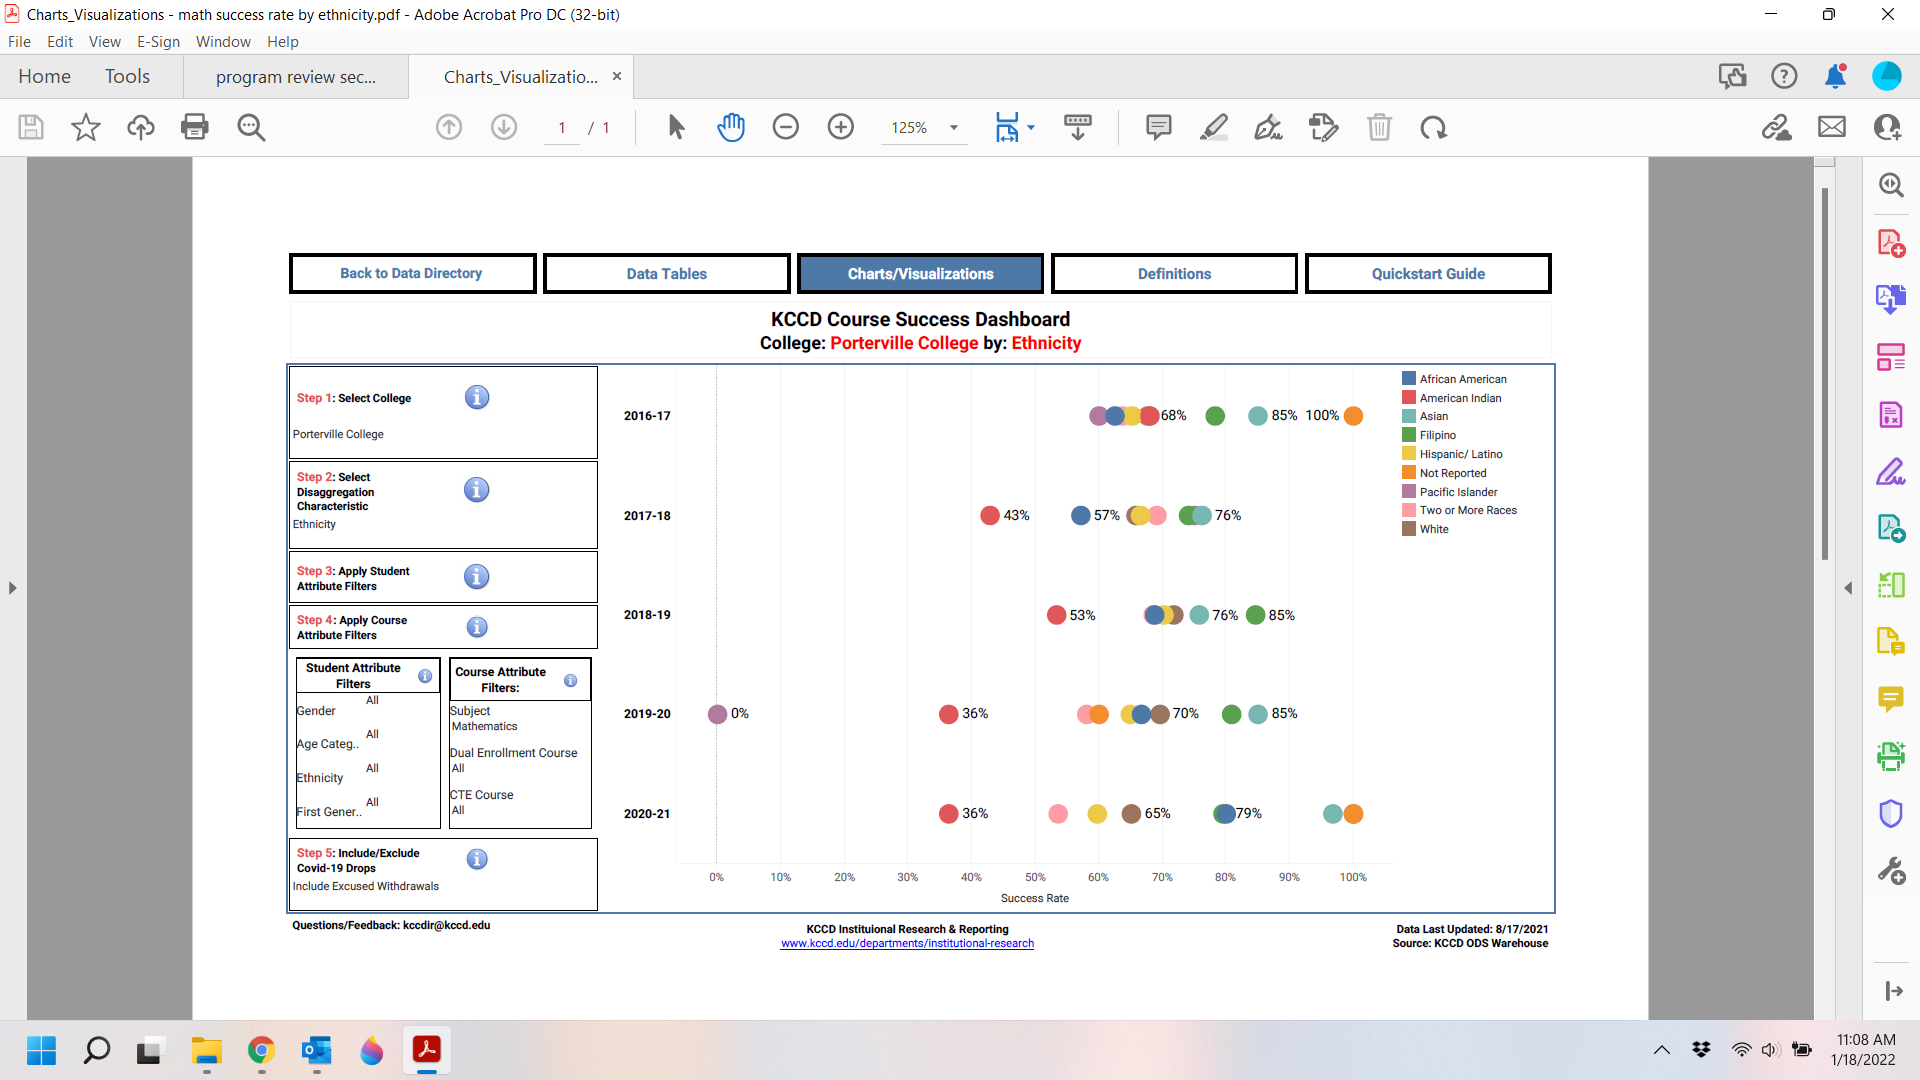 Charts_Visualizations - math success rate by ethnicity.pdf - Adobe Acrobat Pro DC (32-bit)
File Edit View E-Sign Window Help
Home Tools program review sec... Charts_Visualizatio... ×
1 / 1 125%
Back to Data Directory Data Tables Charts/Visualizations Definitions Quickstart Guide
KCCD Course Success Dashboard
College: Porterville College by: Ethnicity
Step 1: Select College
Porterville College
Step 2: Select
Disaggregation
Characteristic
Ethnicity
Step 3: Apply Student
Attribute Filters
Step 4: Apply Course
Attribute Filters
Student Attribute
Filters
All
Gender
All
Age Categ..
All
Ethnicity
All
First Gener..
Course Attribute
Filters:
Subject
Mathematics
Dual Enrollment Course
All
CTE Course
All
Step 5: Include/Exclude
Covid-19 Drops
Include Excused Withdrawals
2016-17 68% 85% 100%
2017-18 43% 57% 76%
2018-19 53% 76% 85%
2019-20 0% 36% 70% 85%
2020-21 36% 65% 79%
0% 10% 20% 30% 40% 50% 60% 70% 80% 90% 100%
Success Rate
African American
American Indian
Asian
Filipino
Hispanic/ Latino
Not Reported
Pacific Islander
Two or More Races
White
Questions/Feedback: kccdir@kccd.edu
KCCD Instituional Research & Reporting
www.kccd.edu/departments/institutional-research
Data Last Updated: 8/17/2021
Source: KCCD ODS Warehouse
11:08 AM
1/18/2022